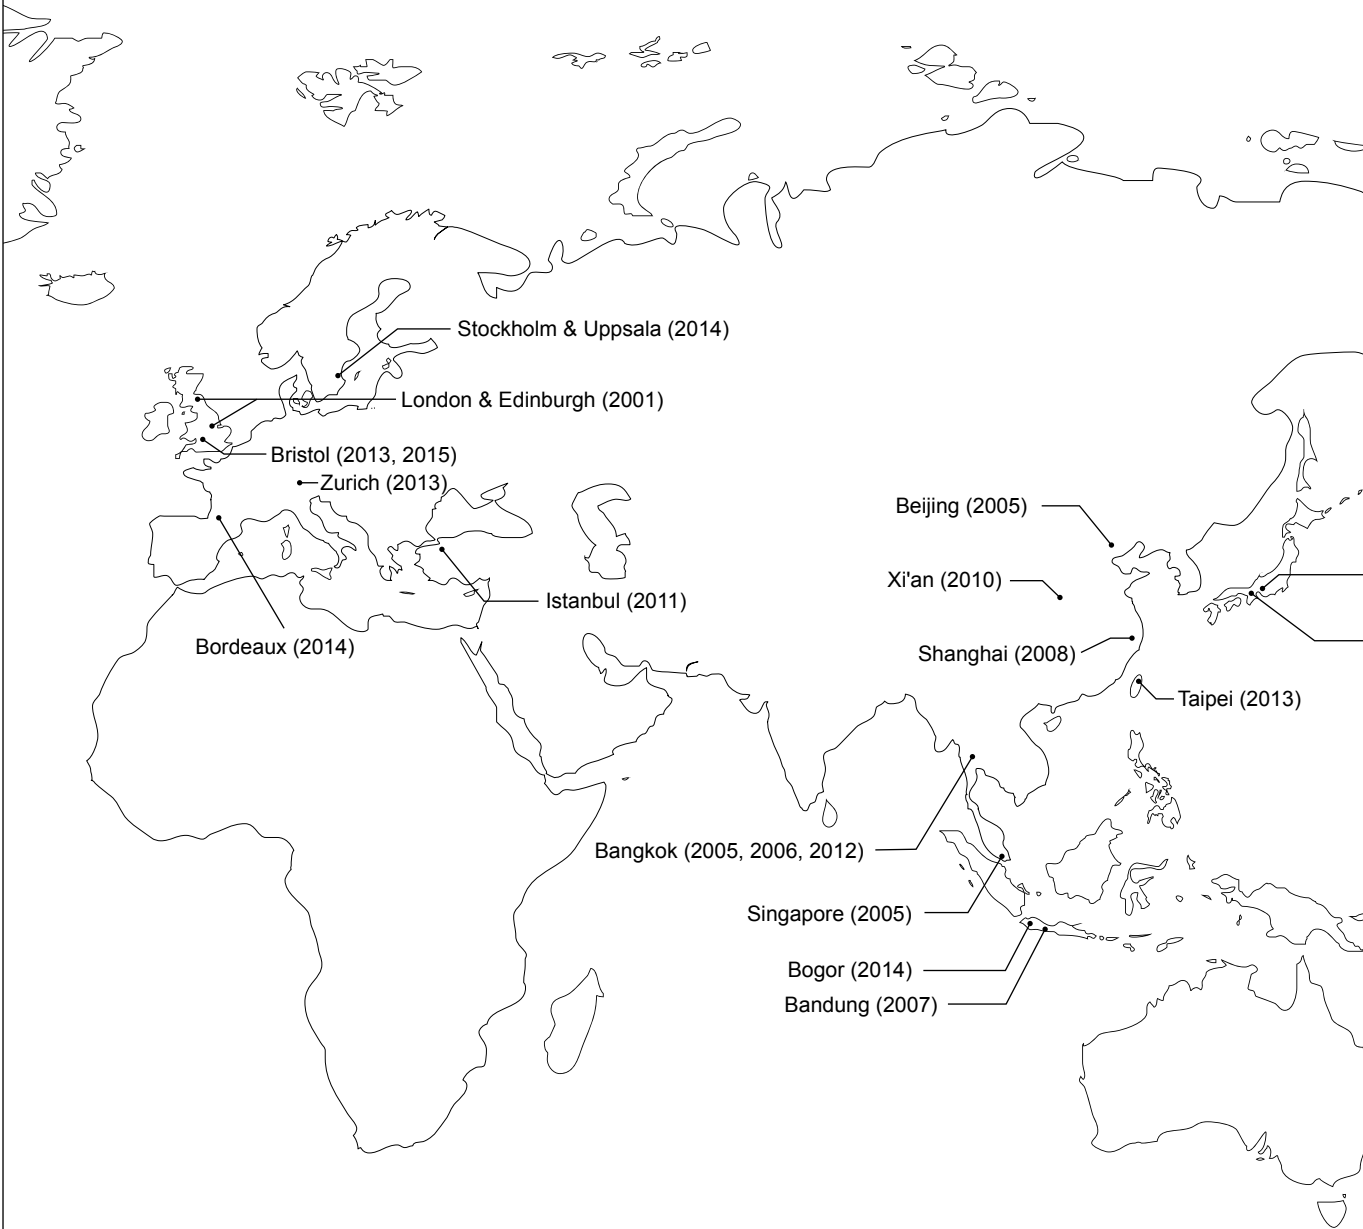 Stockholm & Uppsala (2014)
London & Edinburgh (2001)
Bristol (2013, 2015)
Zurich (2013)
Beijing (2005)
Xi'an (2010)
Istanbul (2011)
Bordeaux (2014)
Shanghai (2008)
Taipei (2013)
Bangkok (2005, 2006, 2012)
Singapore (2005)
Bogor (2014)
Bandung (2007)